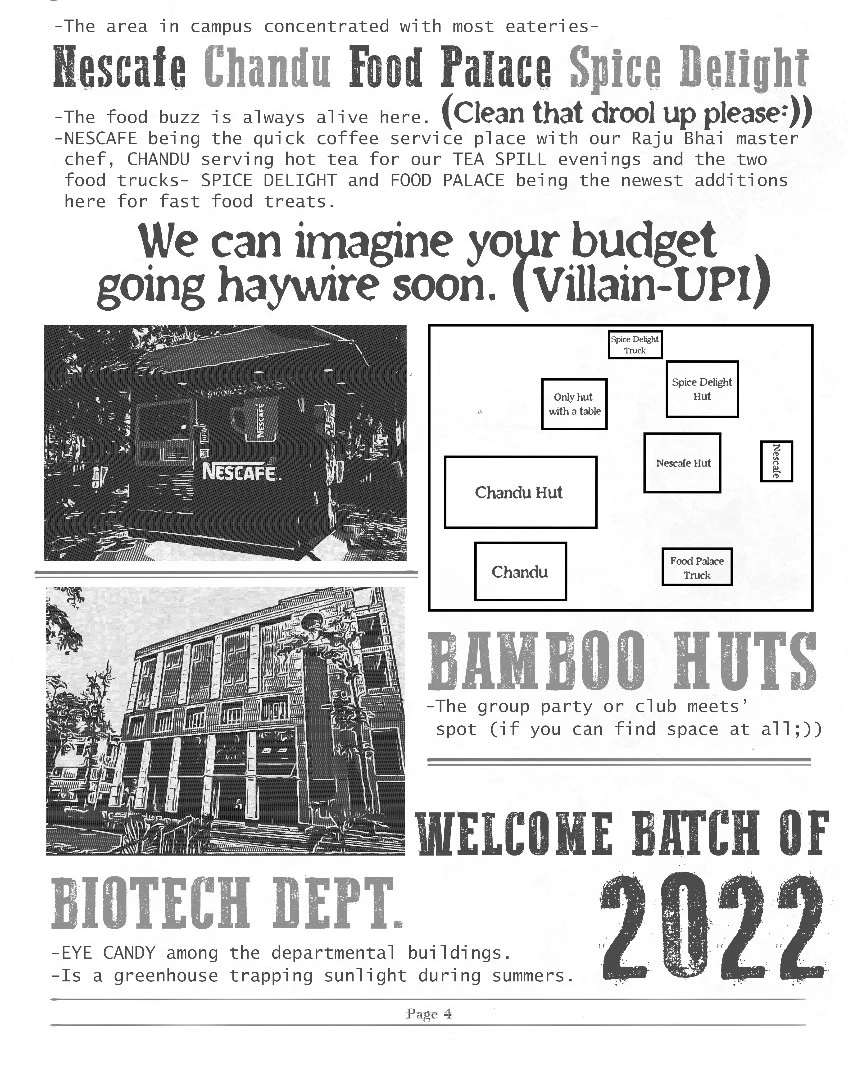 -The area in campus concentrated with most eateries-
Nescafe Chandu Food Palace Spice Delight
-The food buzz is always alive here. (Clean that drool up please:))
-NESCAFE being the quick coffee service place with our Raju Bhai master
chef, CHANDU serving hot tea for our TEA SPILL evenings and the two
food trucks- SPICE DELIGHT and FOOD PALACE being the newest additions
here for fast food treats.
We can imagine your budget
going haywire soon. (Villain-UPI)
NESCAFE
NESCAFE.
Spice Delight
Truck
Spice Delight
Hut
Only hut
with a table
Nescafe Hut
Nescafe
Chandu Hut
Chandu
Food Palace
Truck
BAMBOO HUTS
-The group party or club meets'
spot (if you can find space at all;))
WELCOME BATCH OF
2022
BIOTECH DEPT.
-EYE CANDY among the departmental buildings.
-Is a greenhouse trapping sunlight during summers.
Page 4